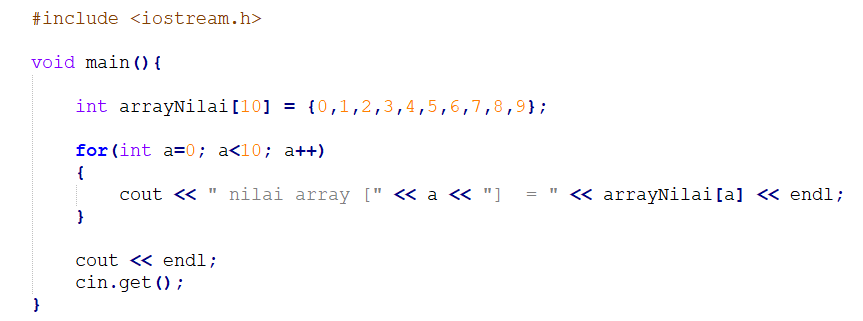 #include <iostream.h>
void main(){
int arrayNilai[10] = {0,1,2,3,4,5,6,7,8,9};
for(int a=0; a<10; a++)
{
cout << " nilai array [" << a << "]  = " << arrayNilai[a] << endl;
}
cout << endl;
cin.get();
}